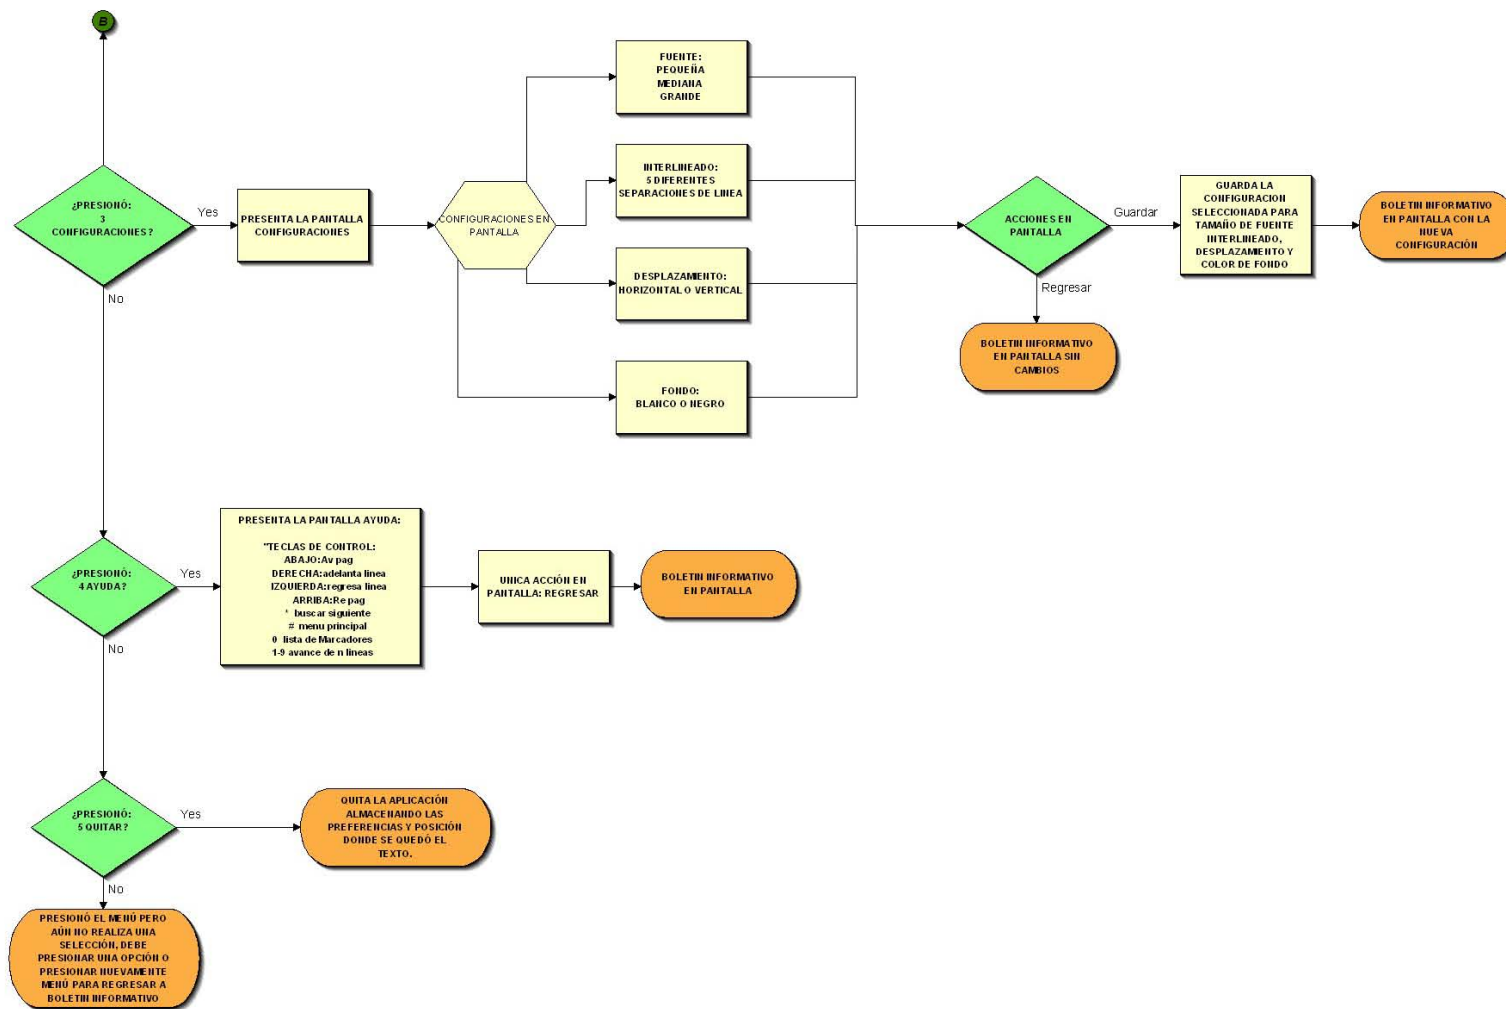 B
FUENTE:
PEQUEÑA
MEDIANA
GRANDE
INTERLINEADO:
5 DIFERENTES
SEPARACIONES DE LINEA
¿PRESIONÓ:
3
CONFIGURACIONES?
Yes
PRESENTA LA PANTALLA
CONFIGURACIONES
CONFIGURACIONES EN
PANTALLA
ACCIONES EN
PANTALLA
Guardar
GUARDA LA
CONFIGURACION
SELECCIONADA PARA
TAMAÑO DE FUENTE
INTERLINEADO,
DESPLAZAMIENTO Y
COLOR DE FONDO
BOLETIN INFORMATIVO
EN PANTALLA CON LA
NUEVA
CONFIGURACIÓN
No
DESPLAZAMIENTO:
HORIZONTAL O VERTICAL
Regresar
BOLETIN INFORMATIVO
EN PANTALLA SIN
CAMBIOS
FONDO:
BLANCO O NEGRO
¿PRESIONÓ:
4 AYUDA?
Yes
PRESENTA LA PANTALLA AYUDA:
"TECLAS DE CONTROL:
ABAJO:Av pag
DERECHA:adelanta linea
IZQUIERDA:regresa linea
ARRIBA:Re pag
* buscar siguiente
# menu principal
0 lista de Marcadores
1-9 avance de n lineas
UNICA ACCIÓN EN
PANTALLA: REGRESAR
BOLETIN INFORMATIVO
EN PANTALLA
No
¿PRESIONÓ:
5 QUITAR?
Yes
QUITA LA APLICACIÓN
ALMACENANDO LAS
PREFERENCIAS Y POSICIÓN
DONDE SE QUEDÓ EL
TEXTO.
No
PRESIONÓ EL MENÚ PERO
AÚN NO REALIZA UNA
SELECCIÓN, DEBE
PRESIONAR UNA OPCIÓN O
PRESIONAR NUEVAMENTE
MENÚ PARA REGRESAR A
BOLETIN INFORMATIVO